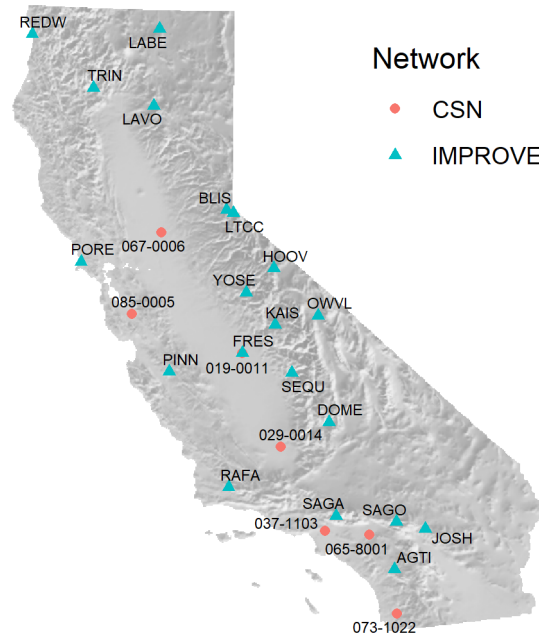 REDW
LABE
Network
TRIN
CSN
LAVO
IMPROVE
BLIS
LTCC
067-0006
PORE
HOOV
YOSE
085-0005
OWVL
KAIS
FRES
019-0011
PINN
SEQU
DOME
029-0014
RAFA
SAGA
SAGO
037-1103
JOSH
065-8001
AGTI
073-1022